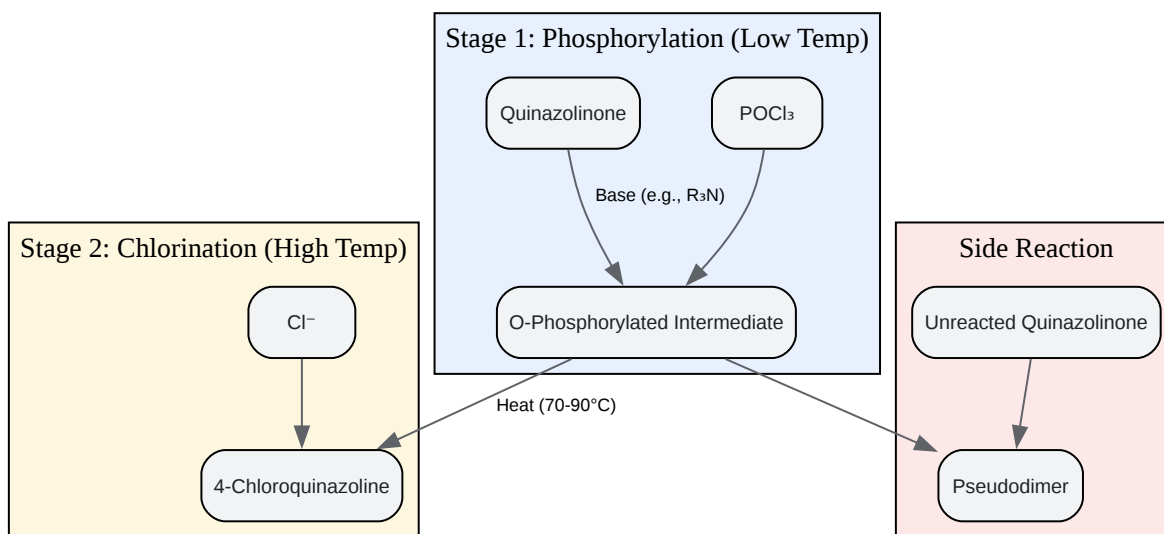 Stage 1: Phosphorylation (Low Temp)
Quinazolinone
POCl₃
Base (e.g., R₃N)
Stage 2: Chlorination (High Temp)
Side Reaction
Cl⁻
O-Phosphorylated Intermediate
Unreacted Quinazolinone
Heat (70-90°C)
4-Chloroquinazoline
Pseudodimer